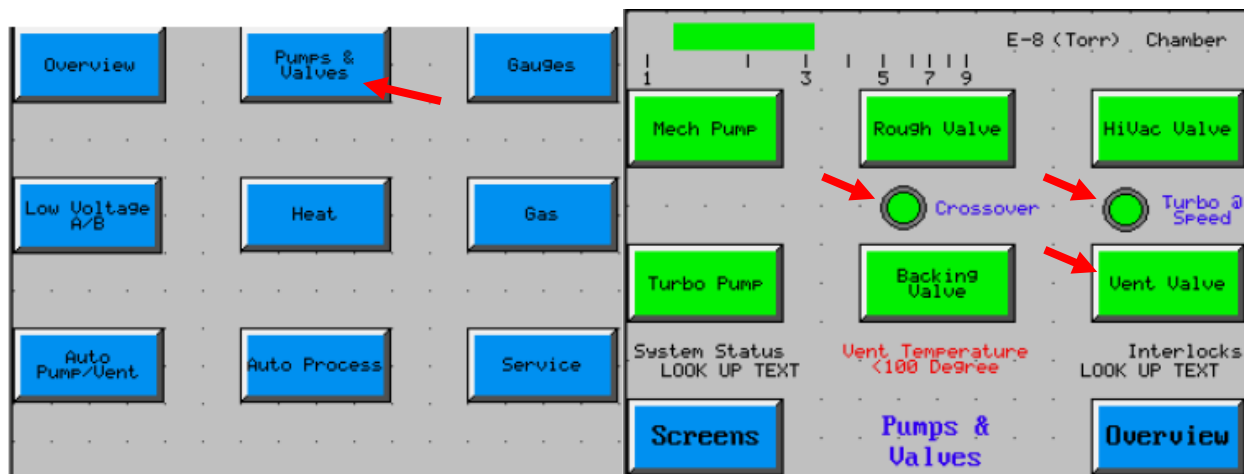 Overview
Pumps &
Valves
Gauges
Low Voltage
A/B
Heat
Gas
Auto
Pump/Vent
Auto Process
Service
E-8 (Torr) Chamber
1 3 5 7 9
Mech Pump
Rough Valve
HiVac Valve
Crossover
Turbo @
Speed
Turbo Pump
Backing
Valve
Vent Valve
System Status
LOOK UP TEXT
Vent Temperature
<100 Degree
Interlocks
LOOK UP TEXT
Screens
Pumps &
Valves
Overview